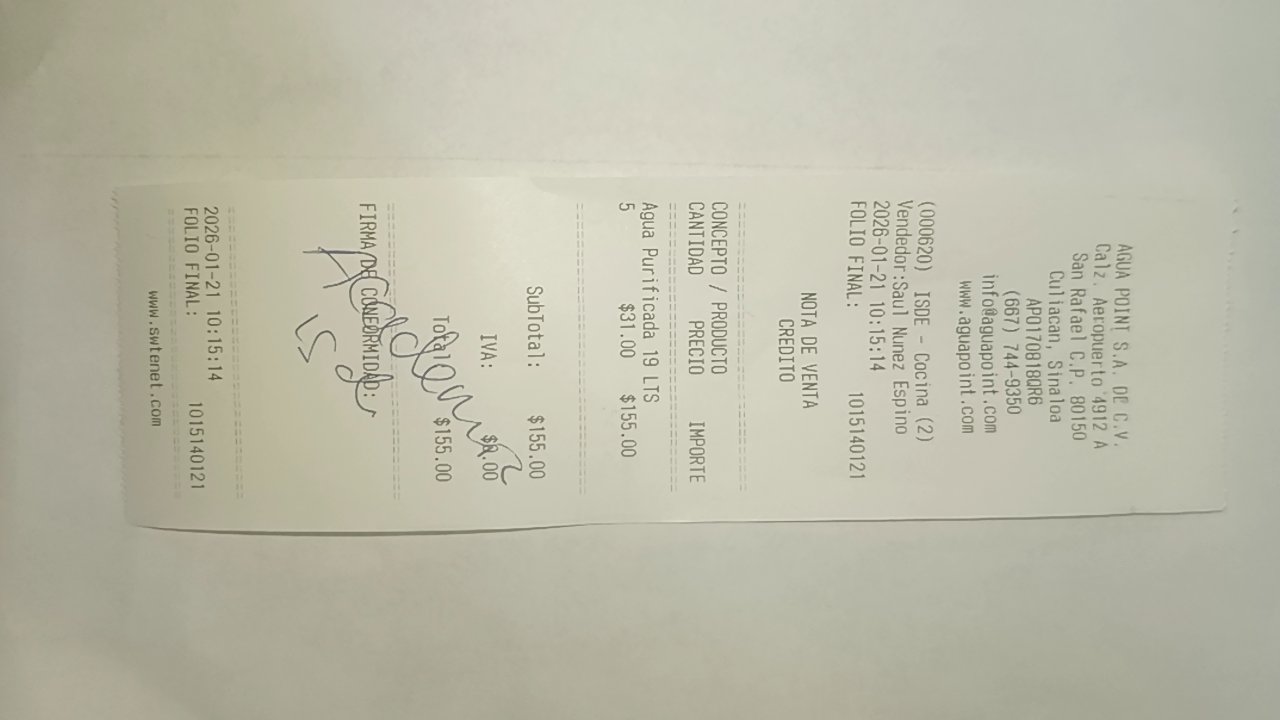 AGUA POINT S.A. DE C.V.
Calz. Aeropuerto 4912 A
San Rafael C.P. 80150
Culiacan, Sinaloa
APO170818QR6
(667) 744-9350
info@aguapoint.com
www.aguapoint.com
(000620) ISDE - Cocina (2)
Vendedor:Saul Nunez Espino
2026-01-21 10:15:14
FOLIO FINAL: 1015140121
NOTA DE VENTA
CREDITO
CONCEPTO / PRODUCTO
CANTIDAD PRECIO IMPORTE
Agua Purificada 19 LTS
5 $31.00 $155.00
SubTotal: $155.00
IVA: $0.00
Total: $155.00
FIRMA DE CONFORMIDAD:
2026-01-21 10:15:14
FOLIO FINAL: 1015140121
www.swtenet.com